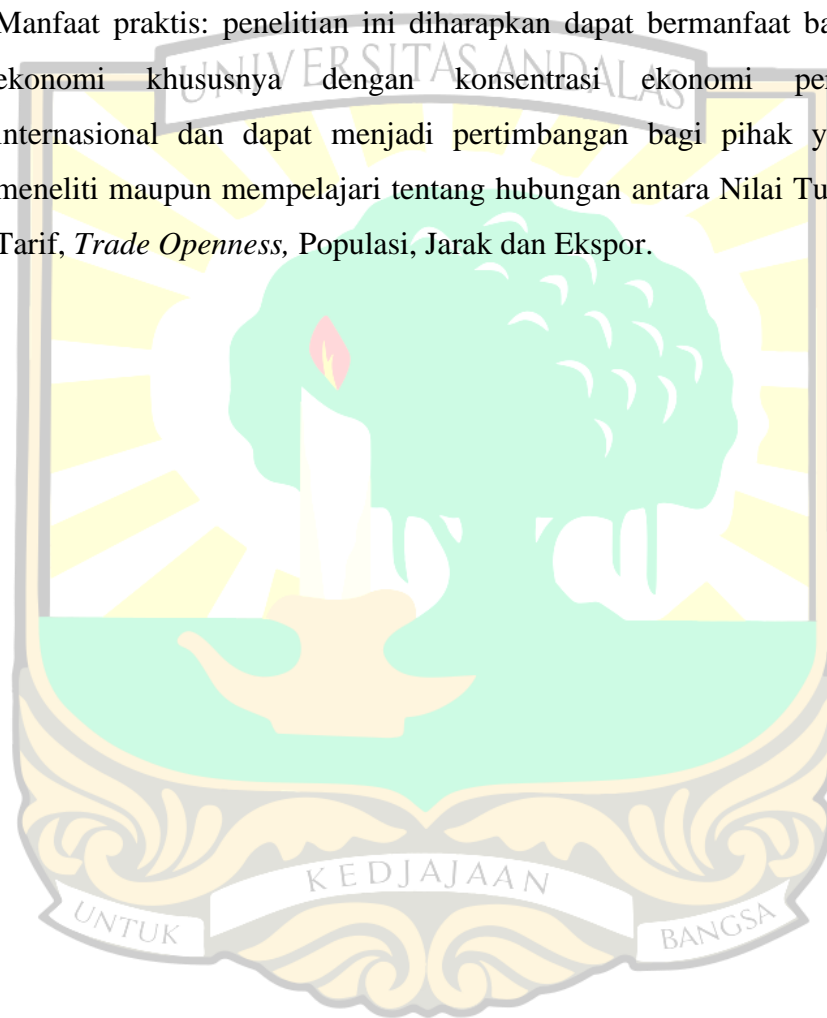 Manfaat praktis: penelitian ini diharapkan dapat bermanfaat ba
ekonomi khususnya dengan konsentrasi ekonomi per
internasional dan dapat menjadi pertimbangan bagi pihak y
meneliti maupun mempelajari tentang hubungan antara Nilai Tu
Tarif, Trade Openness, Populasi, Jarak dan Ekspor.
UNIVERSITAS ANDALAS
KEDJAJAAN
UNTUK
BANGSA